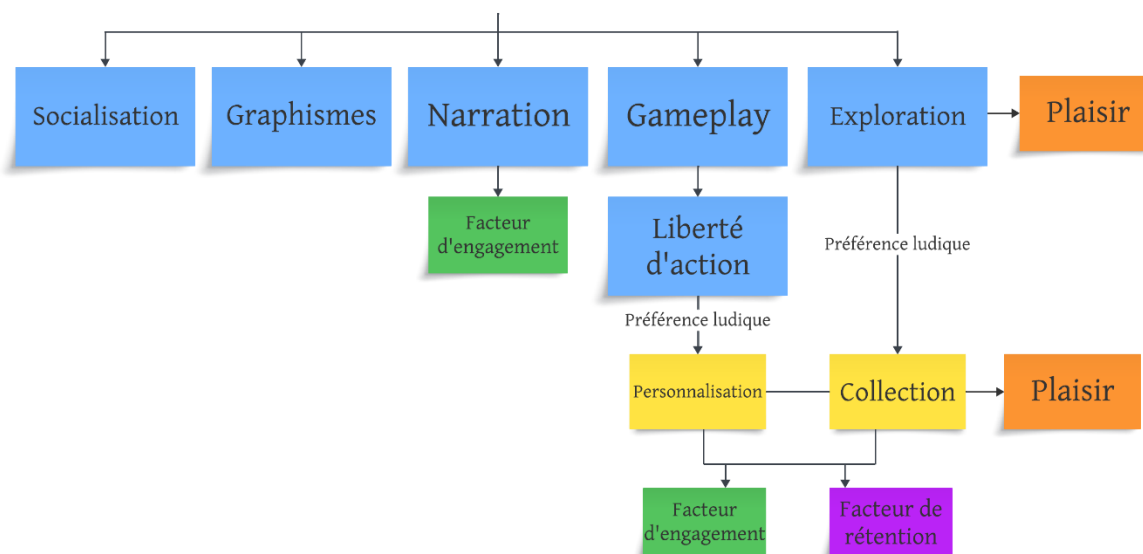 Socialisation
Graphismes
Narration
Gameplay
Exploration
Plaisir
Facteur
d'engagement
Liberté
d'action
Préférence ludique
Préférence ludique
Personnalisation
Collection
Plaisir
Facteur
d'engagement
Facteur de
rétention